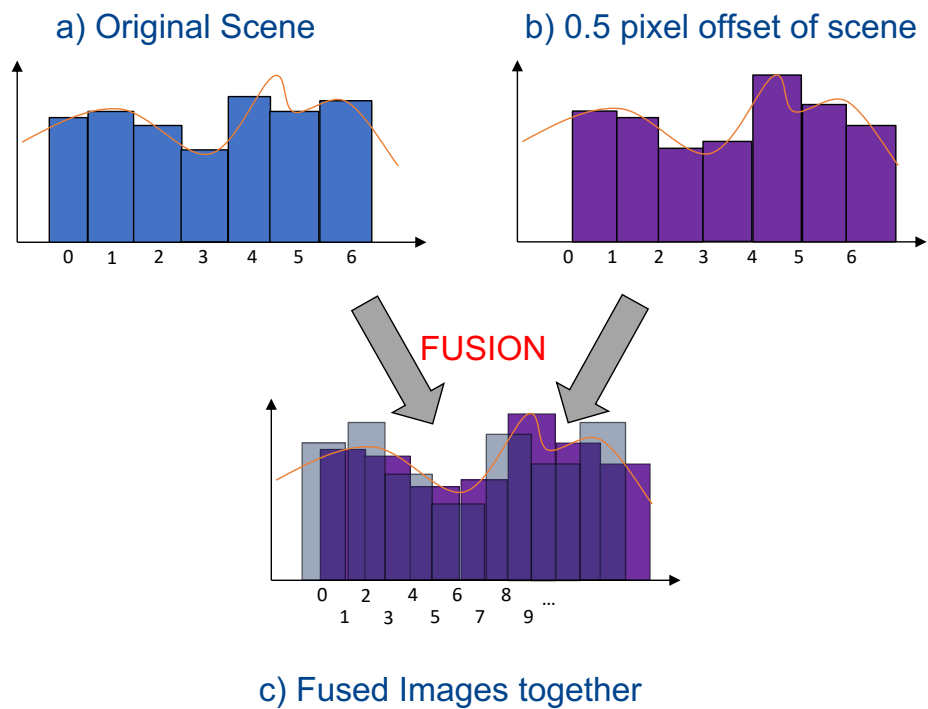 a) Original Scene
b) 0.5 pixel offset of scene
0 1 2 3 4 5 6
0 1 2 3 4 5 6
FUSION
0 2 4 6 8 ...
1 3 5 7 9
c) Fused Images together